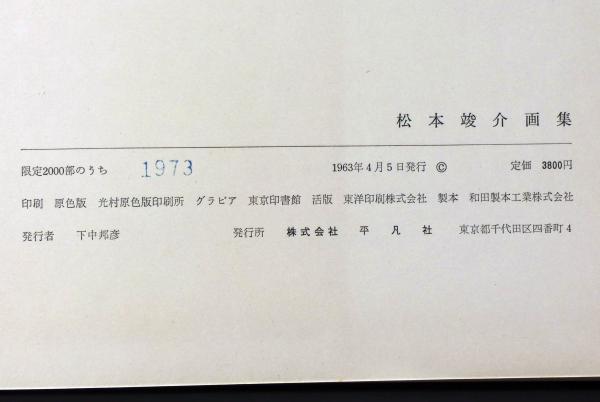 松本竣介画集
限定2000部のうち 1973 1963年4月5日発行 © 定価 3800円
印刷 原色版 光村原色版印刷所 グラビア 東京印書館 活版 東洋印刷株式会社 製本 和田製本工業株式会社
発行者 下中邦彦 発行所 株式会社 平凡社 東京都千代田区四番町4